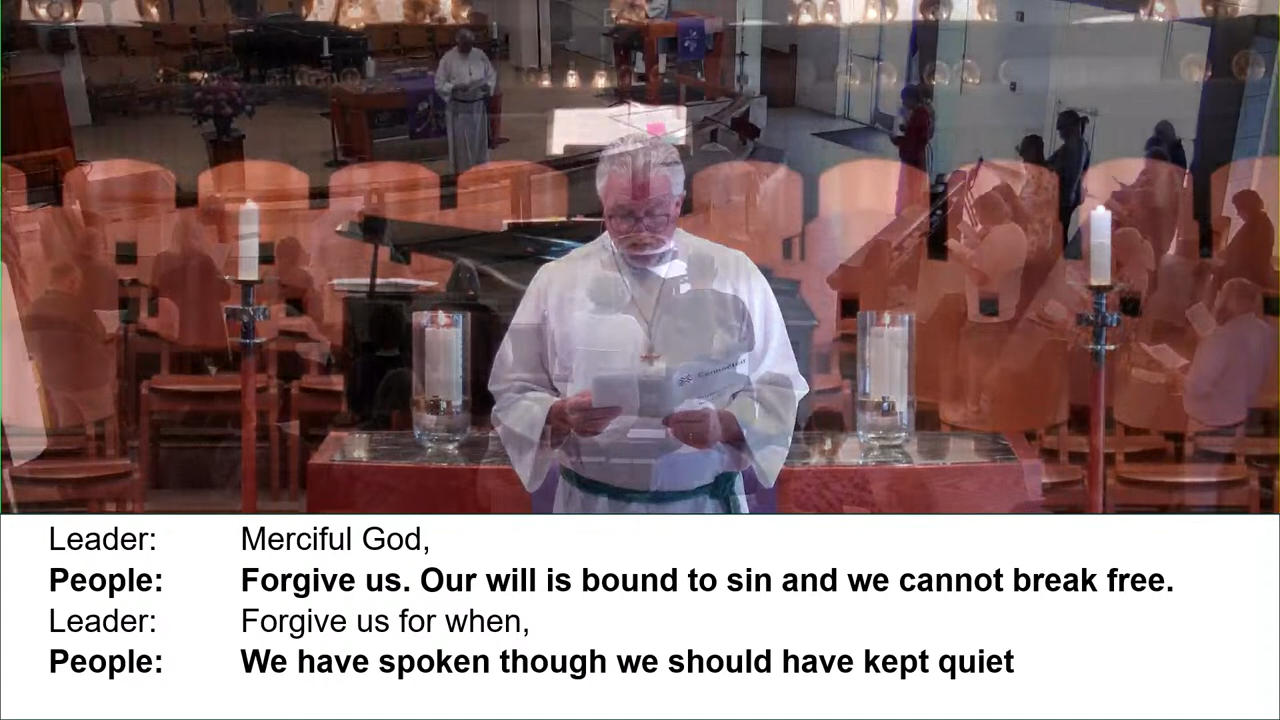 Connection
Leader: Merciful God,
People: Forgive us. Our will is bound to sin and we cannot break free.
Leader: Forgive us for when,
People: We have spoken though we should have kept quiet